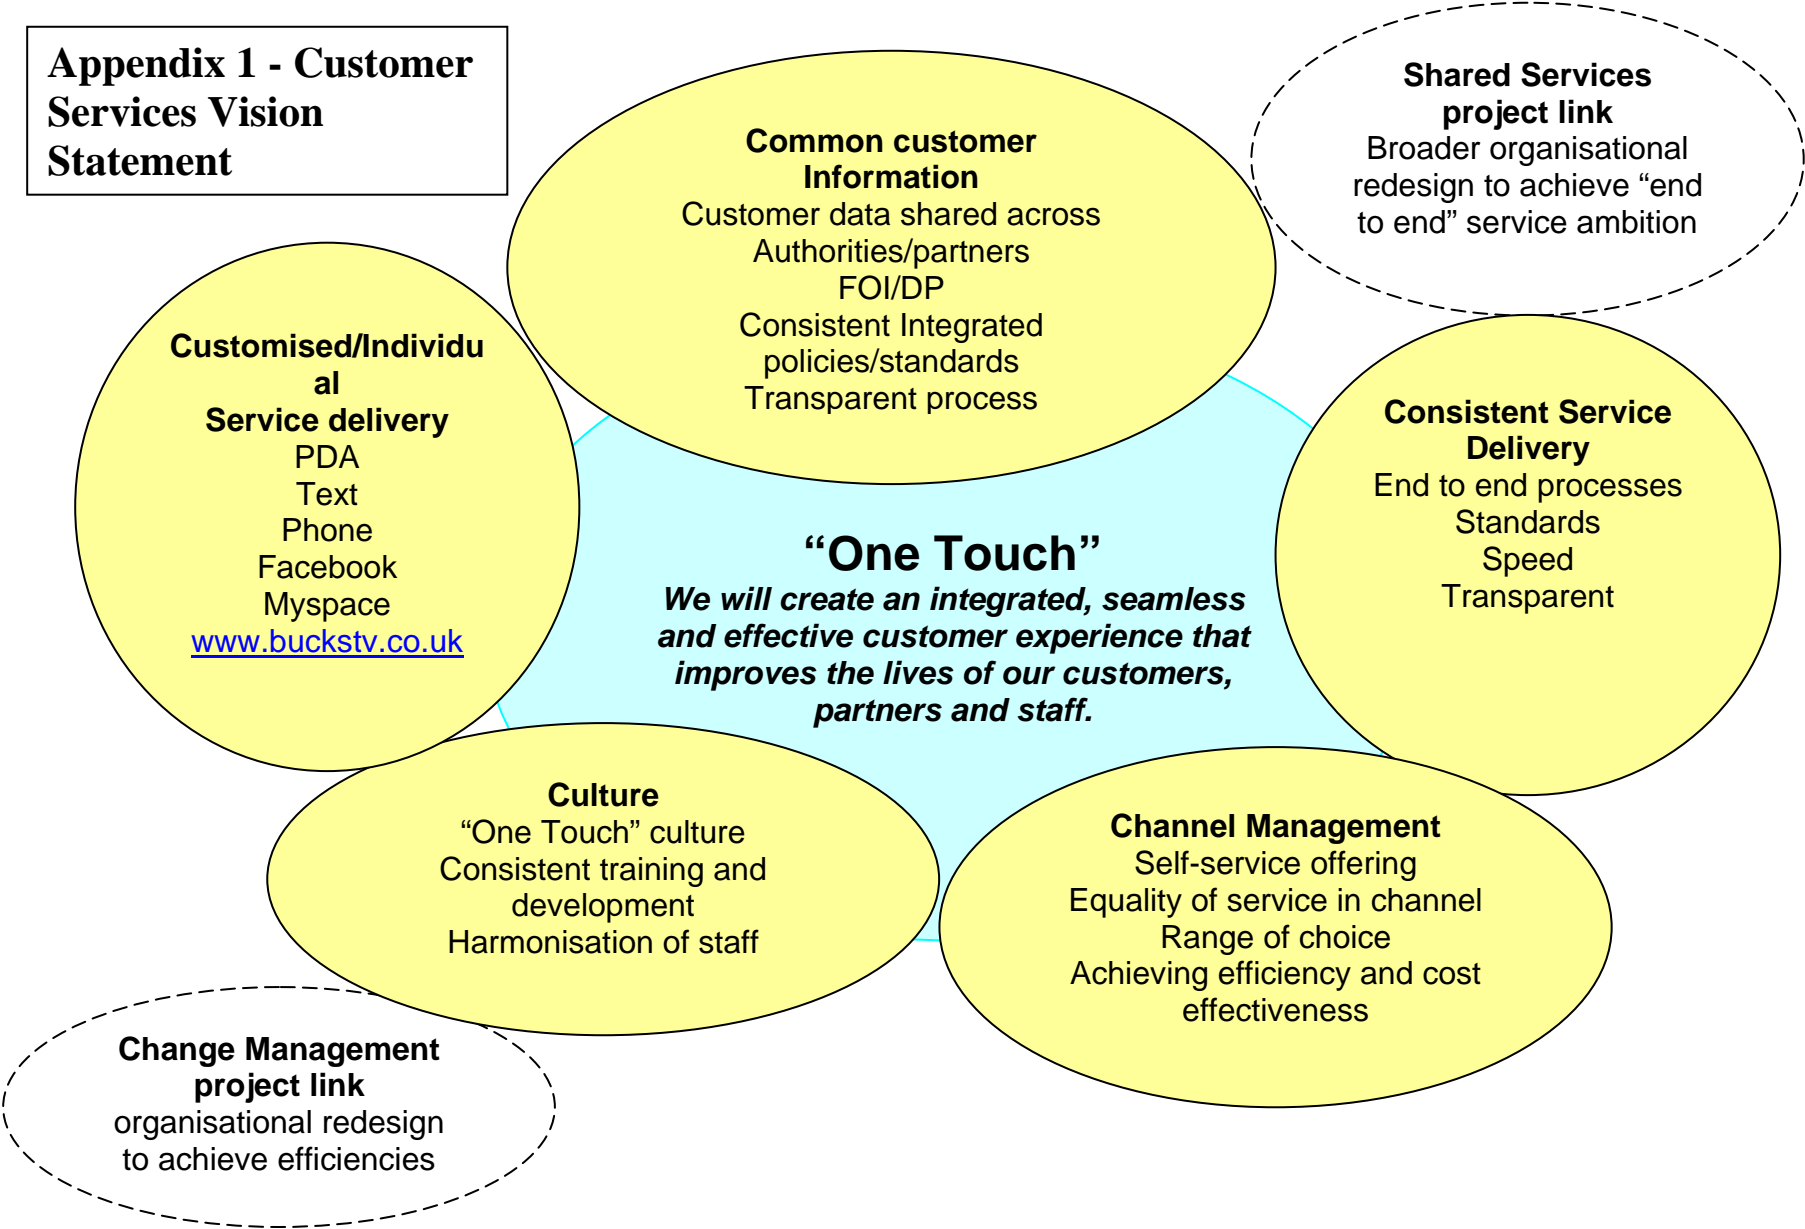 Appendix 1 - Customer
Services Vision
Statement
Shared Services
project link
Broader organisational
redesign to achieve “end
to end” service ambition
Common customer
Information
Customer data shared across
Authorities/partners
FOI/DP
Consistent Integrated
policies/standards
Transparent process
Customised/Individu
al
Service delivery
PDA
Text
Phone
Facebook
Myspace
www.buckstv.co.uk
Consistent Service
Delivery
End to end processes
Standards
Speed
Transparent
“One Touch”
We will create an integrated, seamless
and effective customer experience that
improves the lives of our customers,
partners and staff.
Culture
“One Touch” culture
Consistent training and
development
Harmonisation of staff
Channel Management
Self-service offering
Equality of service in channel
Range of choice
Achieving efficiency and cost
effectiveness
Change Management
project link
organisational redesign
to achieve efficiencies